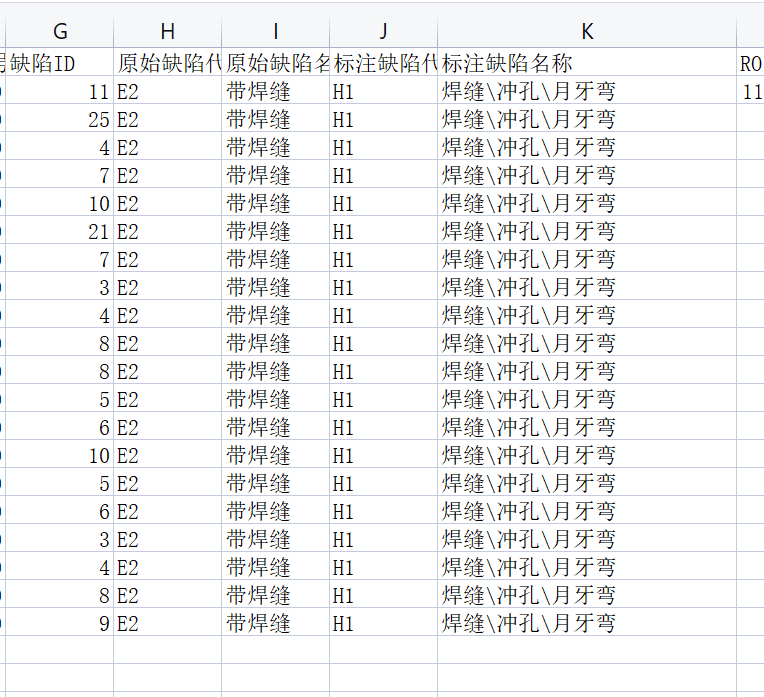 G H I J K
缺陷ID 原始缺陷代 原始缺陷名 标注缺陷代 标注缺陷名称 RO
11 E2 带焊缝 H1 焊缝\冲孔\月牙弯 11
25 E2 带焊缝 H1 焊缝\冲孔\月牙弯
4 E2 带焊缝 H1 焊缝\冲孔\月牙弯
7 E2 带焊缝 H1 焊缝\冲孔\月牙弯
10 E2 带焊缝 H1 焊缝\冲孔\月牙弯
21 E2 带焊缝 H1 焊缝\冲孔\月牙弯
7 E2 带焊缝 H1 焊缝\冲孔\月牙弯
3 E2 带焊缝 H1 焊缝\冲孔\月牙弯
4 E2 带焊缝 H1 焊缝\冲孔\月牙弯
8 E2 带焊缝 H1 焊缝\冲孔\月牙弯
8 E2 带焊缝 H1 焊缝\冲孔\月牙弯
5 E2 带焊缝 H1 焊缝\冲孔\月牙弯
6 E2 带焊缝 H1 焊缝\冲孔\月牙弯
10 E2 带焊缝 H1 焊缝\冲孔\月牙弯
5 E2 带焊缝 H1 焊缝\冲孔\月牙弯
6 E2 带焊缝 H1 焊缝\冲孔\月牙弯
3 E2 带焊缝 H1 焊缝\冲孔\月牙弯
4 E2 带焊缝 H1 焊缝\冲孔\月牙弯
8 E2 带焊缝 H1 焊缝\冲孔\月牙弯
9 E2 带焊缝 H1 焊缝\冲孔\月牙弯